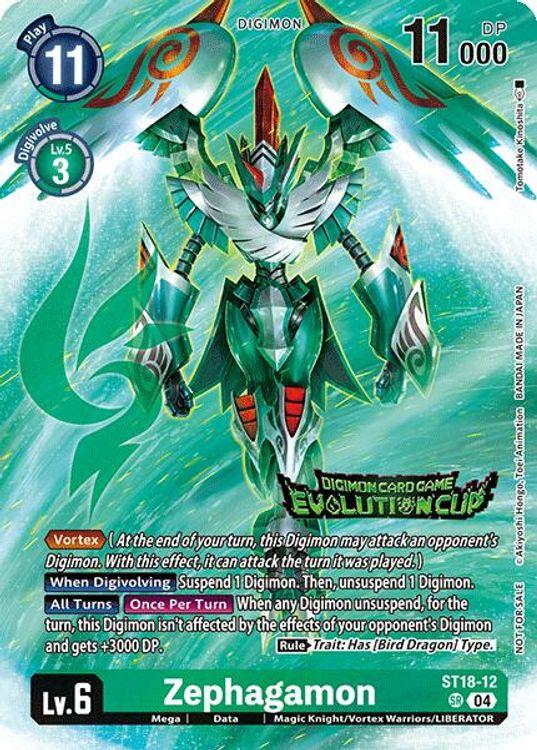 Play
11
DIGIMON
11000
DP
Digivolve
Lv.5
3
Tomotake Kinoshita
©Akiyoshi Hongo, Toei Animation BANDAI MADE IN JAPAN
NOT FOR SALE
DIGIMON CARD GAME
EVOLUTION CUP
Vortex (At the end of your turn, this Digimon may attack an opponent's
Digimon. With this effect, it can attack the turn it was played.)
When Digivolving Suspend 1 Digimon. Then, unsuspend 1 Digimon.
All Turns Once Per Turn When any Digimon unsuspend, for the
turn, this Digimon isn't affected by the effects of your opponent's Digimon
and gets +3000 DP.
Rule Trait: Has [Bird Dragon] Type.
Lv.6
Zephagamon
ST18-12
SR 04
Mega | Data | Magic Knight/Vortex Warriors/LIBERATOR